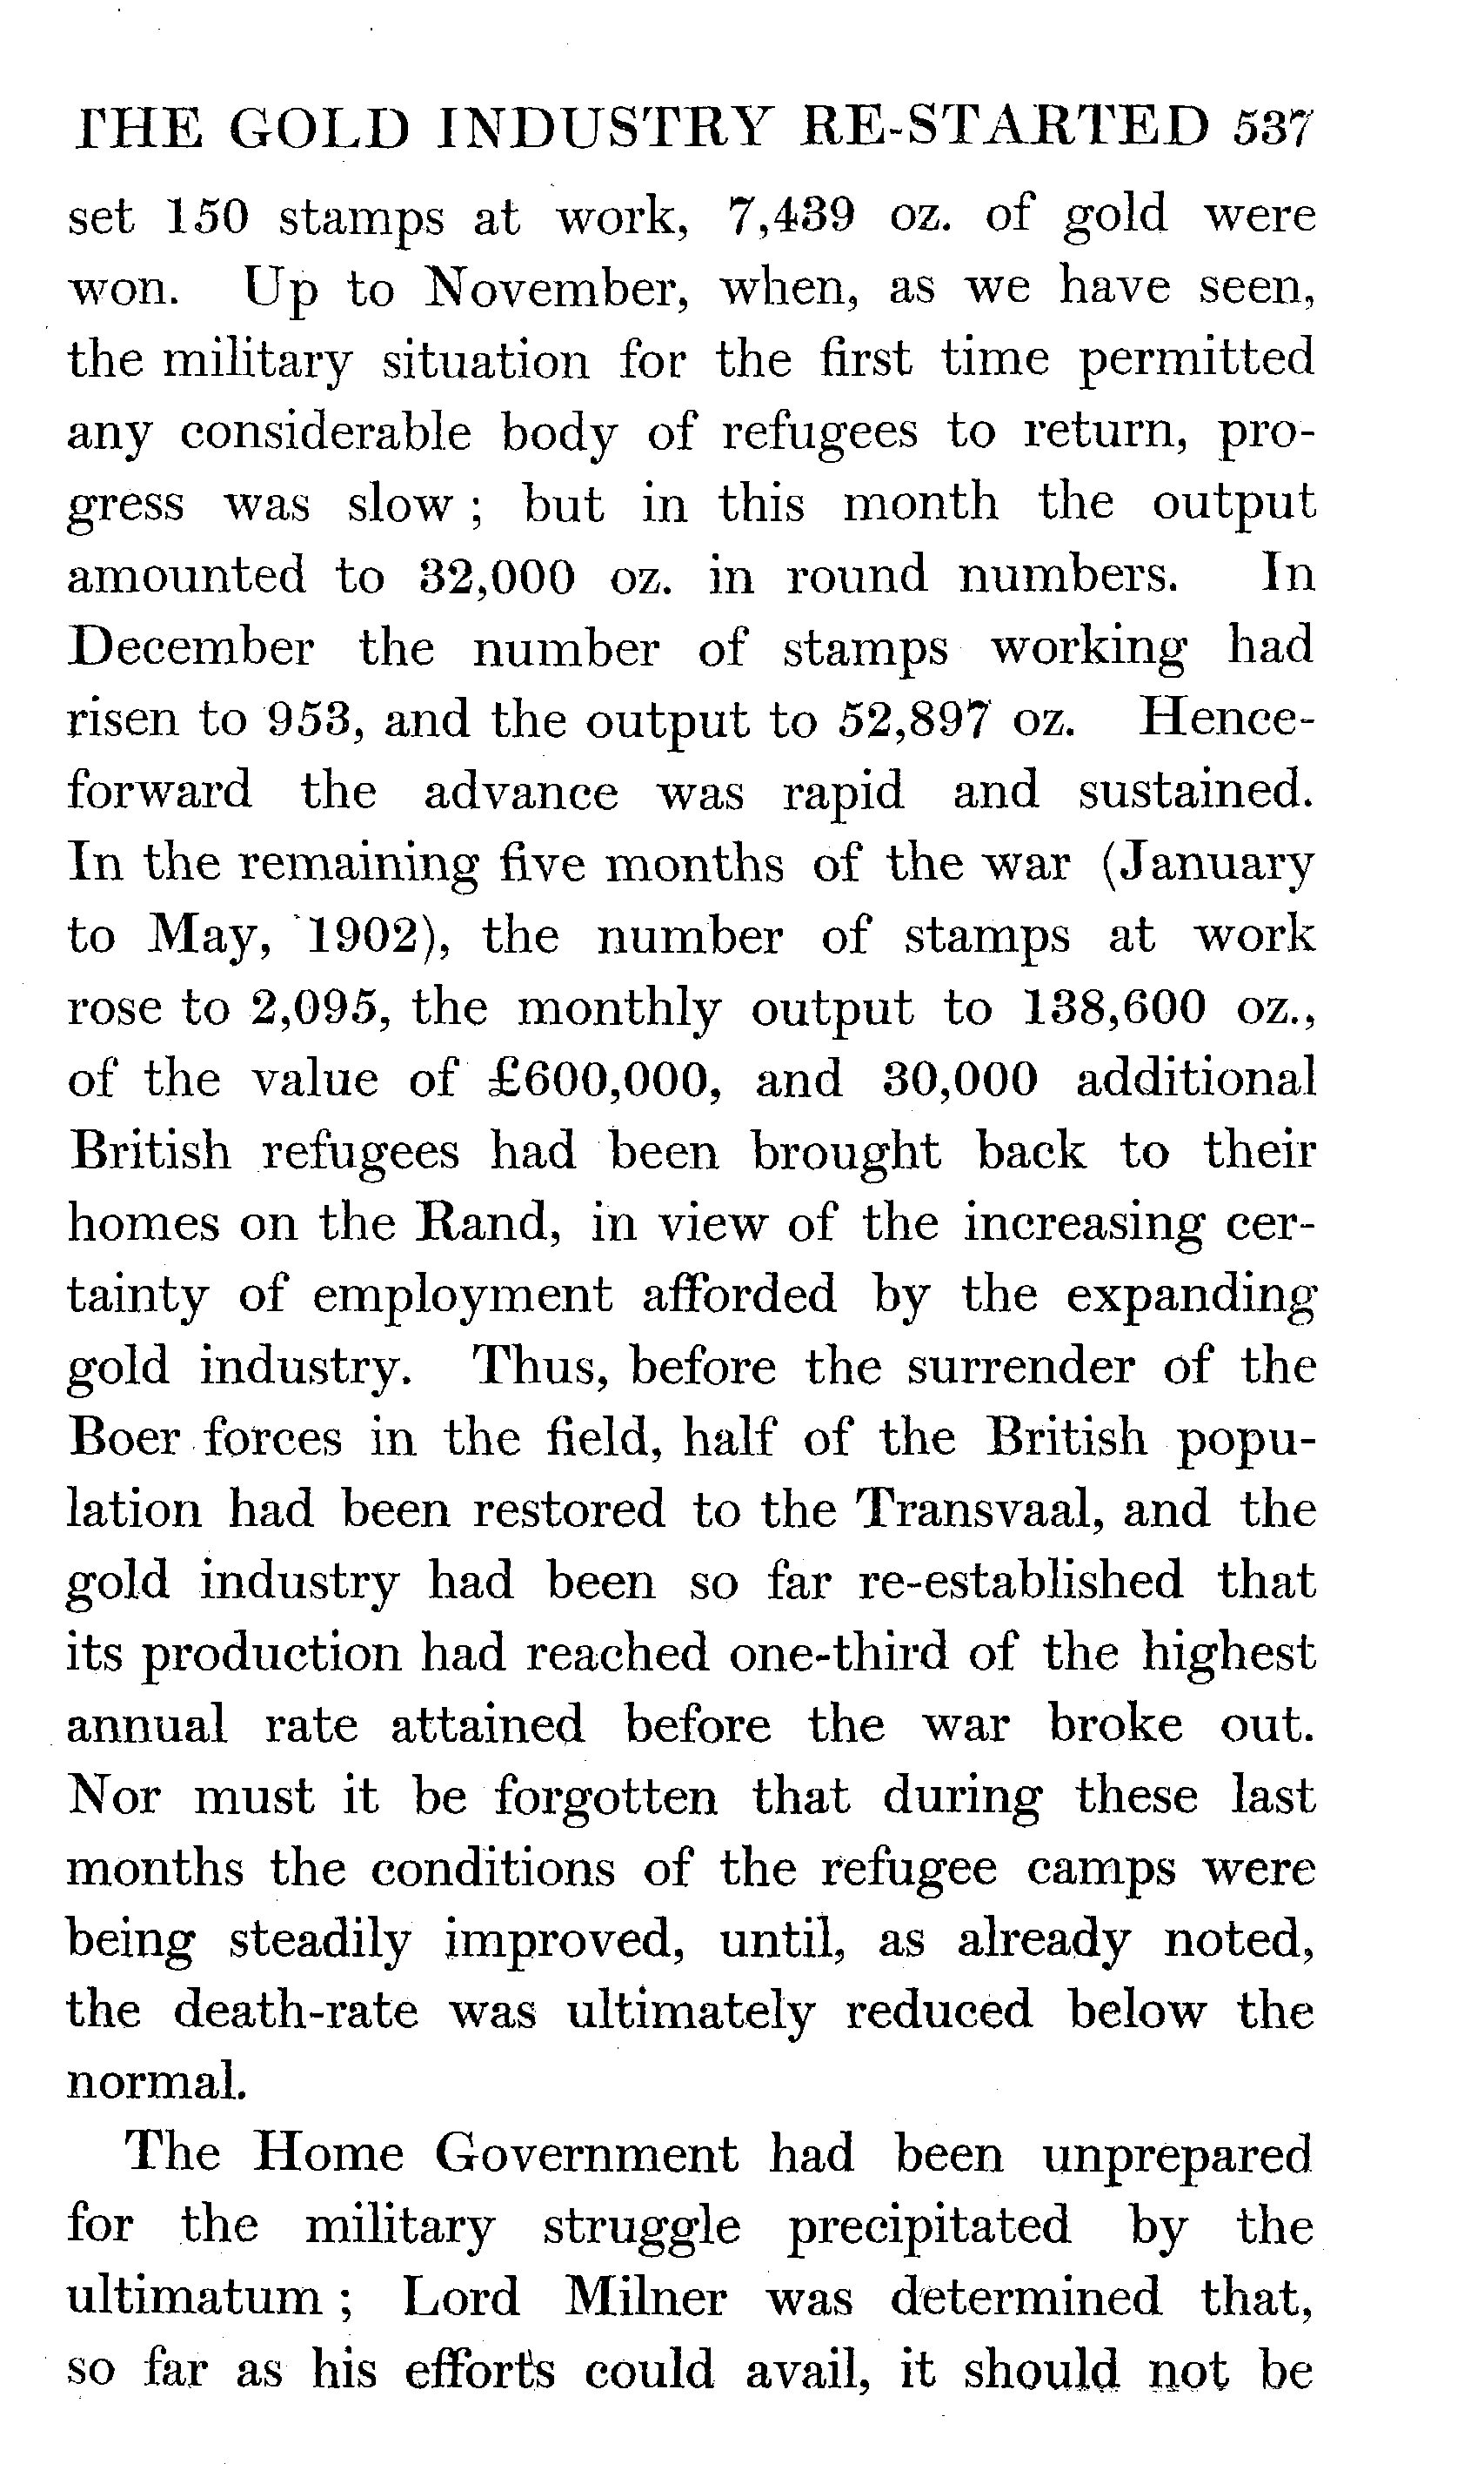 THE GOLD INDUSTRY RE-STARTED 537
set 150 stamps at work, 7,439 oz. of gold were
won. Up to November, when, as we have seen,
the military situation for the first time permitted
any considerable body of refugees to return, pro-
gress was slow ; but in this month the output
amounted to 32,000 oz. in round numbers. In
December the number of stamps working had
risen to 953, and the output to 52,897 oz. Hence-
forward the advance was rapid and sustained.
In the remaining five months of the war (January
to May, 1902), the number of stamps at work
rose to 2,095, the monthly output to 138,600 oz.,
of the value of £600,000, and 30,000 additional
British refugees had been brought back to their
homes on the Rand, in view of the increasing cer-
tainty of employment afforded by the expanding
gold industry. Thus, before the surrender of the
Boer forces in the field, half of the British popu-
lation had been restored to the Transvaal, and the
gold industry had been so far re-established that
its production had reached one-third of the highest
annual rate attained before the war broke out.
Nor must it be forgotten that during these last
months the conditions of the refugee camps were
being steadily improved, until, as already noted,
the death-rate was ultimately reduced below the
normal.
The Home Government had been unprepared
for the military struggle precipitated by the
ultimatum ; Lord Milner was determined that,
so far as his efforts could avail, it should not be